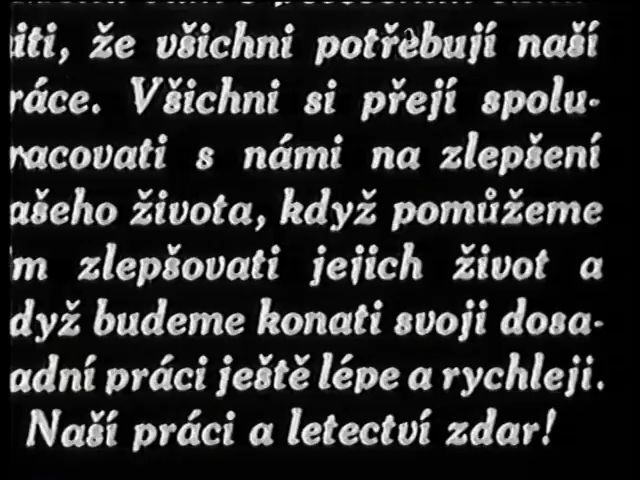 iti, že všichni potřebují naší
ráce. Všichni si přejí spolu-
racovati s námi na zlepšení
ašeho života, když pomůžeme
m zlepšovati jejich život a
dyž budeme konati svoji dosa-
adní práci ještě lépe a rychleji.
Naší práci a letectví zdar!